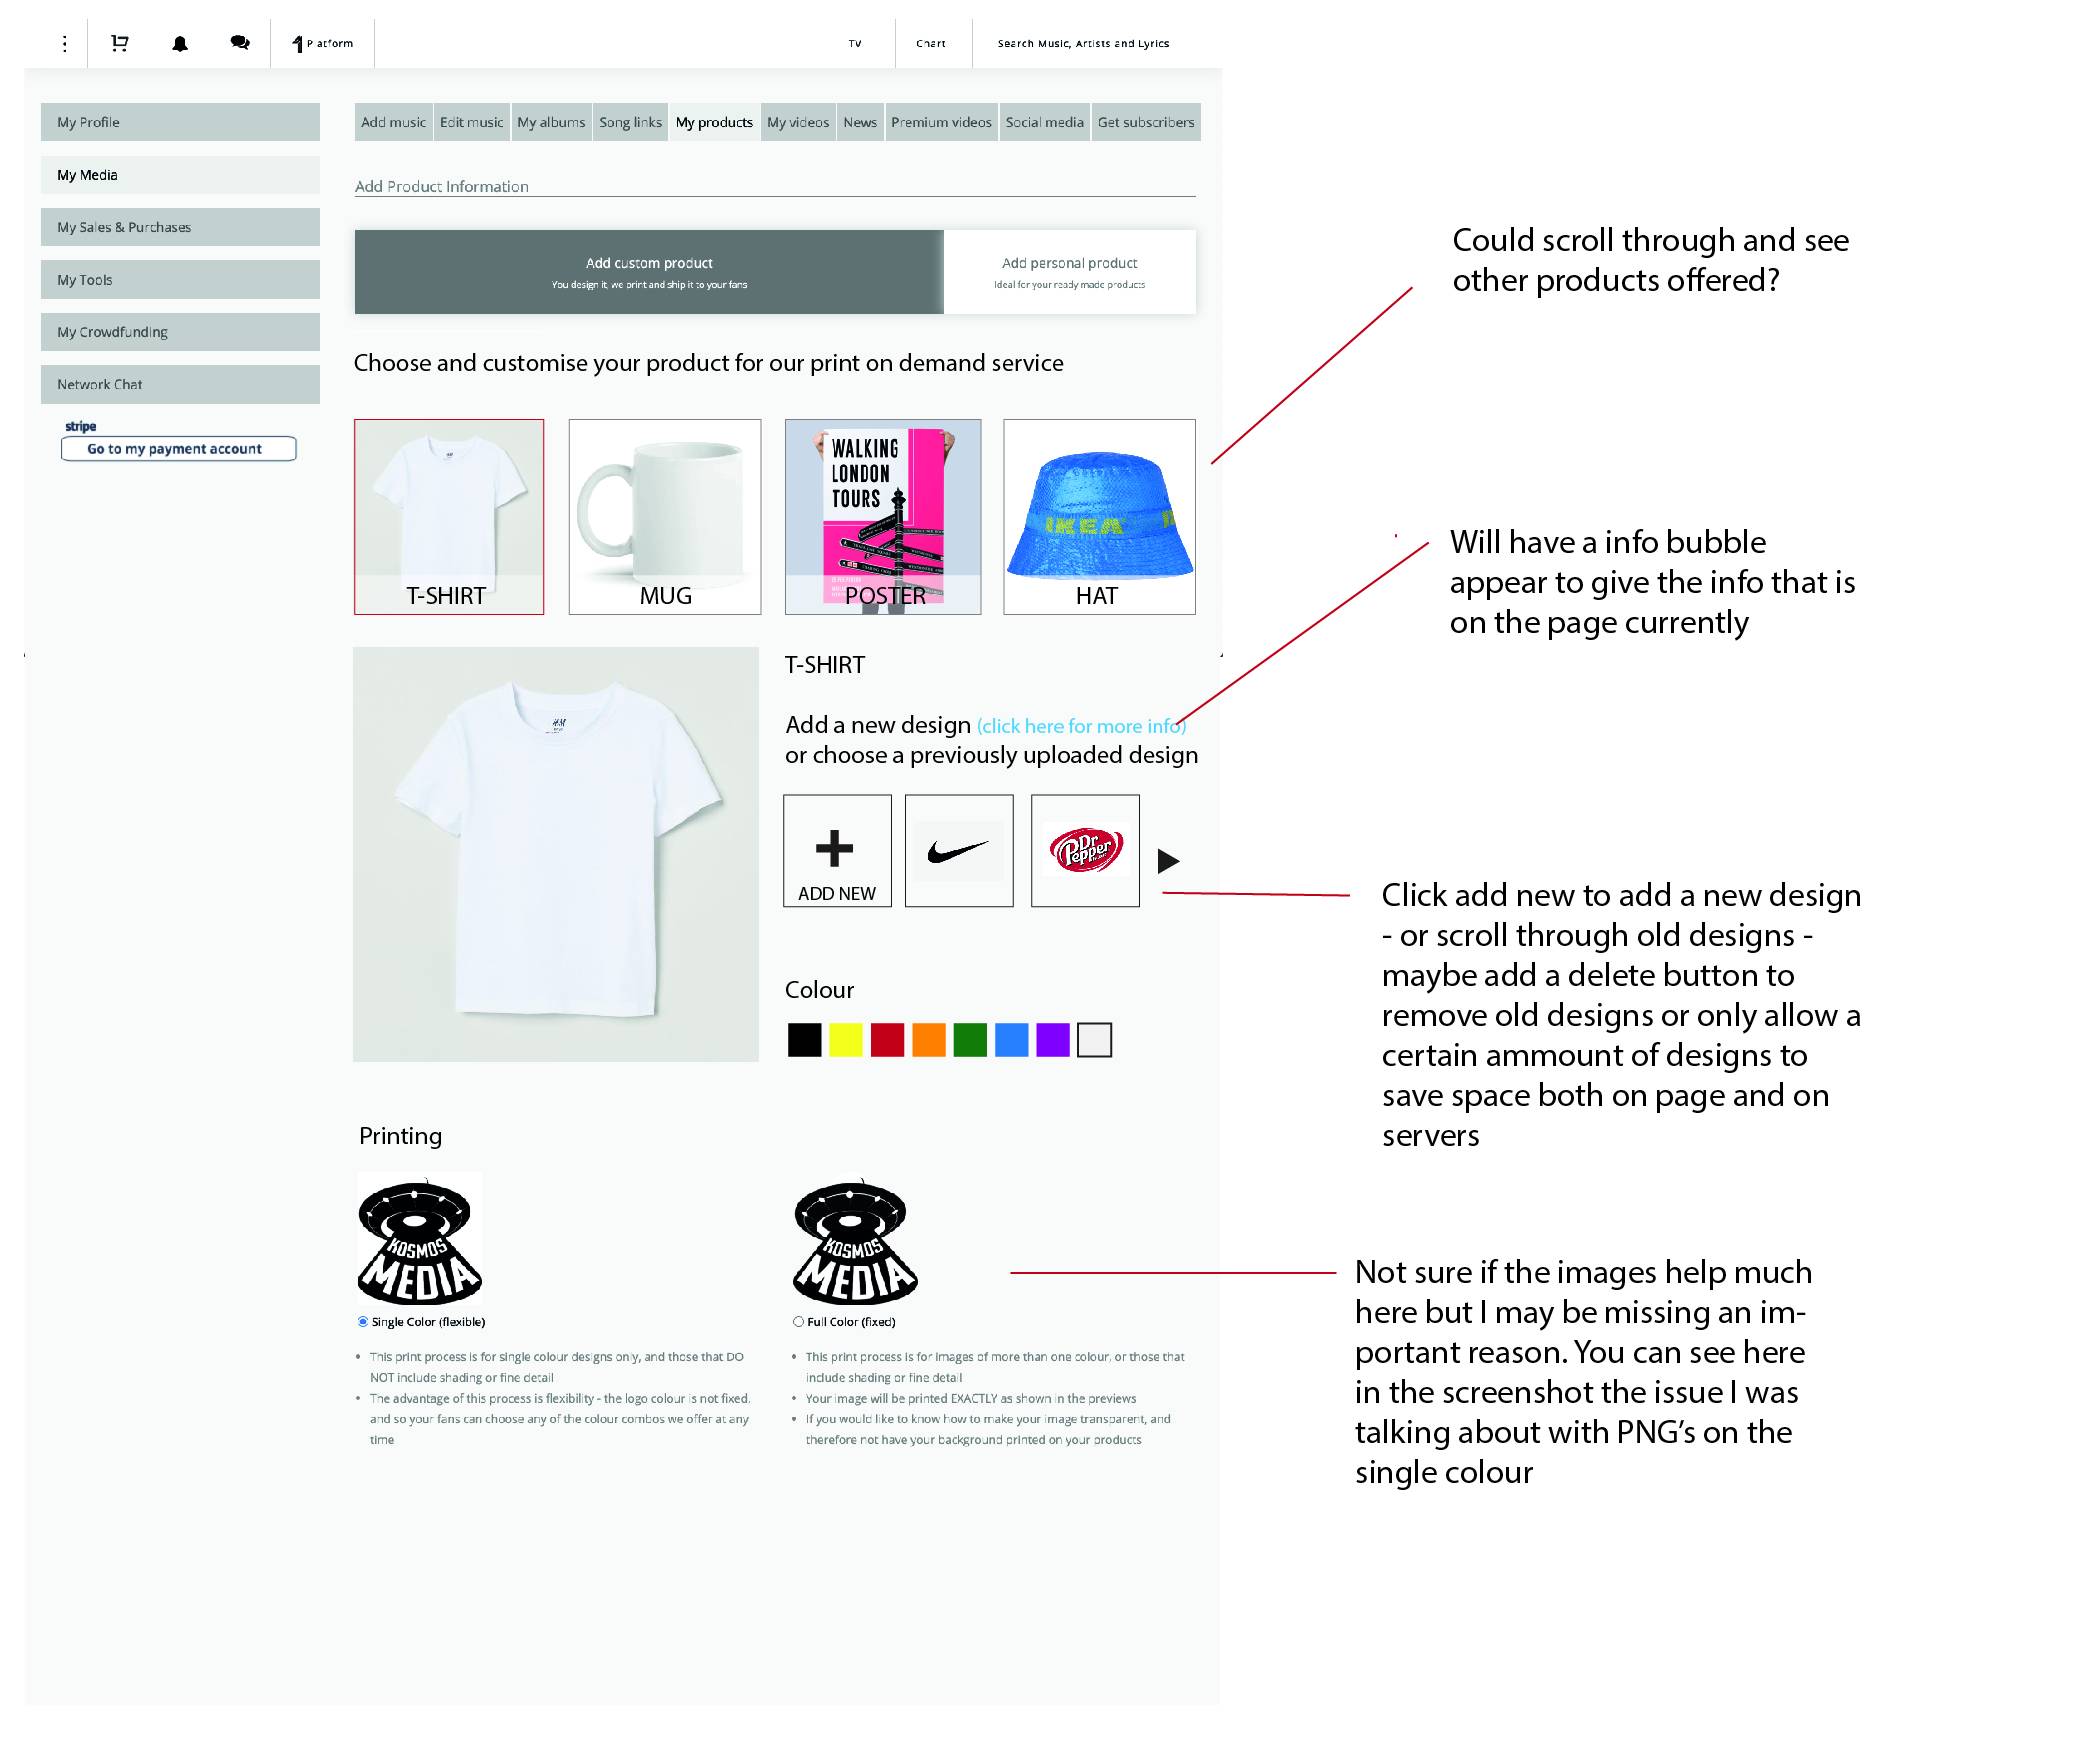 Platform
TV
Chart
Search Music, Artists and Lyrics
My Profile
My Media
My Sales & Purchases
My Tools
My Crowdfunding
Network Chat
stripe
Go to my payment account
Add music
Edit music
My albums
Song links
My products
My videos
News
Premium videos
Social media
Get subscribers
Add Product Information
Add custom product
You design it, we print and ship it to your fans
Add personal product
Ideal for your ready made products
Choose and customise your product for our print on demand service
T-SHIRT
MUG
WALKING
LONDON
TOURS
POSTER
IKEA
HAT
H&M
T-SHIRT
Add a new design (click here for more info)
or choose a previously uploaded design
ADD NEW
Dr
Pepper
Colour
Printing
KOSMOS
MEDIA
Single Color (flexible)
This print process is for single colour designs only, and those that DO
NOT include shading or fine detail
The advantage of this process is flexibility - the logo colour is not fixed,
and so your fans can choose any of the colour combos we offer at any
time
KOSMOS
MEDIA
Full Color (fixed)
This print process is for images of more than one colour, or those that
include shading or fine detail
Your image will be printed EXACTLY as shown in the previews
If you would like to know how to make your image transparent, and
therefore not have your background printed on your products
Could scroll through and see
other products offered?
Will have a info bubble
appear to give the info that is
on the page currently
Click add new to add a new design
- or scroll through old designs -
maybe add a delete button to
remove old designs or only allow a
certain ammount of designs to
save space both on page and on
servers
Not sure if the images help much
here but I may be missing an im-
portant reason. You can see here
in the screenshot the issue I was
talking about with PNG's on the
single colour